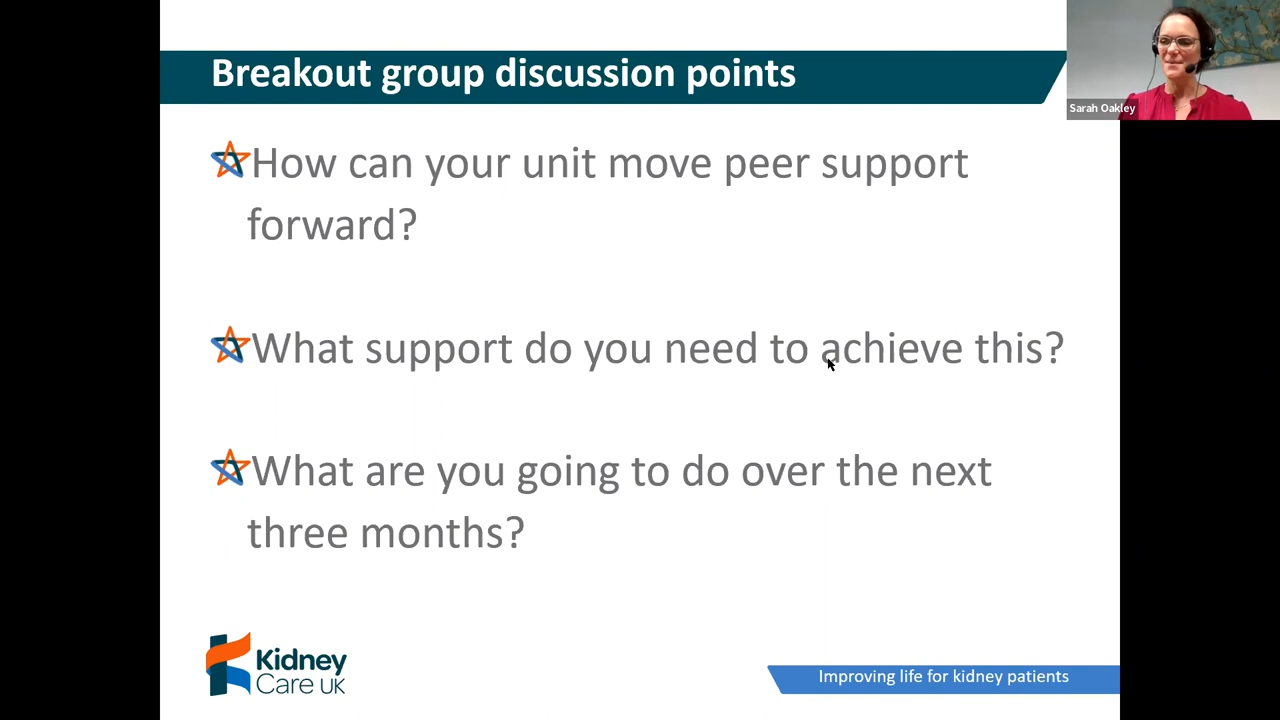 Breakout group discussion points
Sarah Oakley
How can your unit move peer support
forward?
What support do you need to achieve this?
What are you going to do over the next
three months?
Kidney
Care UK
Improving life for kidney patients